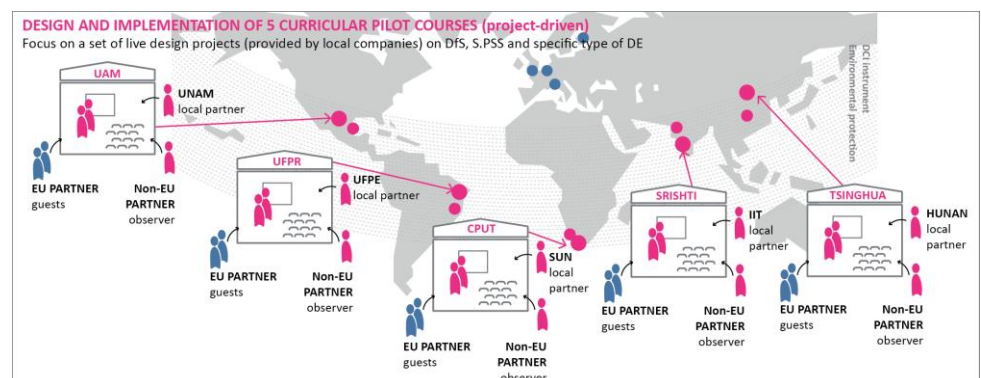 DESIGN AND IMPLEMENTATION OF 5 CURRICULAR PILOT COURSES (project-driven)
Focus on a set of live design projects (provided by local companies) on DfS, S.PSS and specific type of DE
DCI instrument
Environmental protection
UAM
UNAM
local partner
EU PARTNER
guests
Non-EU
PARTNER
observer
UFPR
UFPE
local partner
EU PARTNER
guests
Non-EU
PARTNER
observer
CPUT
SUN
local
partner
EU PARTNER
guests
Non-EU
PARTNER
observer
SRISHTI
IIT
local
partner
EU PARTNER
guests
Non-EU
PARTNER
observer
TSINGHUA
HUNAN
local
partner
EU PARTNER
guests
Non-EU
PARTNER
observer